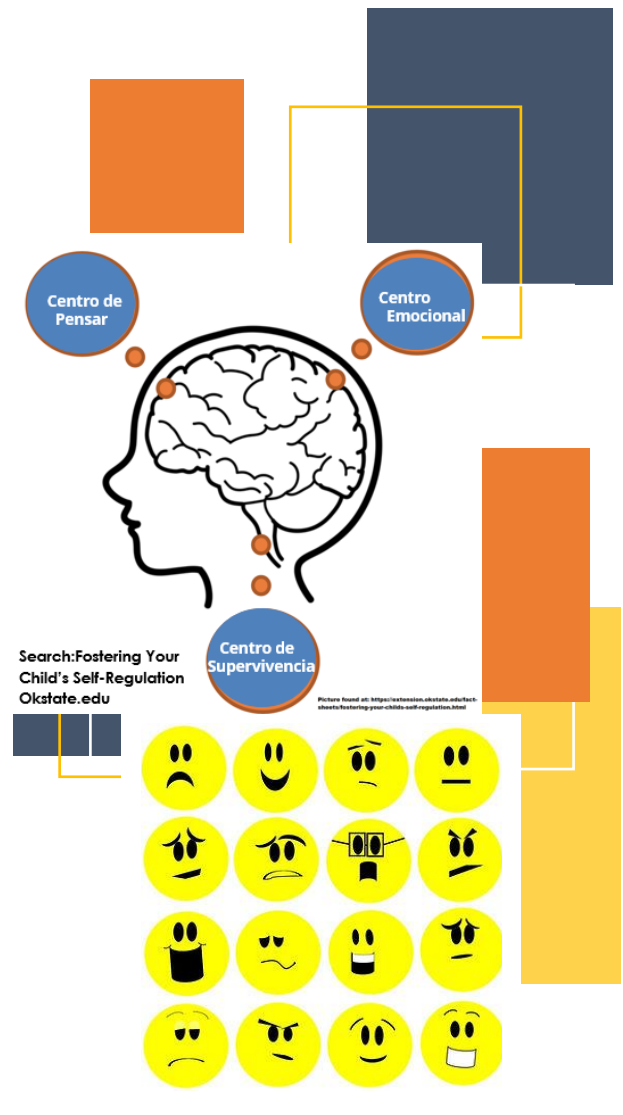 Centro de
Pensar
Centro
Emocional
Centro de
Supervivencia
Search:Fostering Your
Child's Self-Regulation
Okstate.edu
Picture found at: https://extension.okstate.edu/fact-
sheets/fostering-your-childs-self-regulation.html